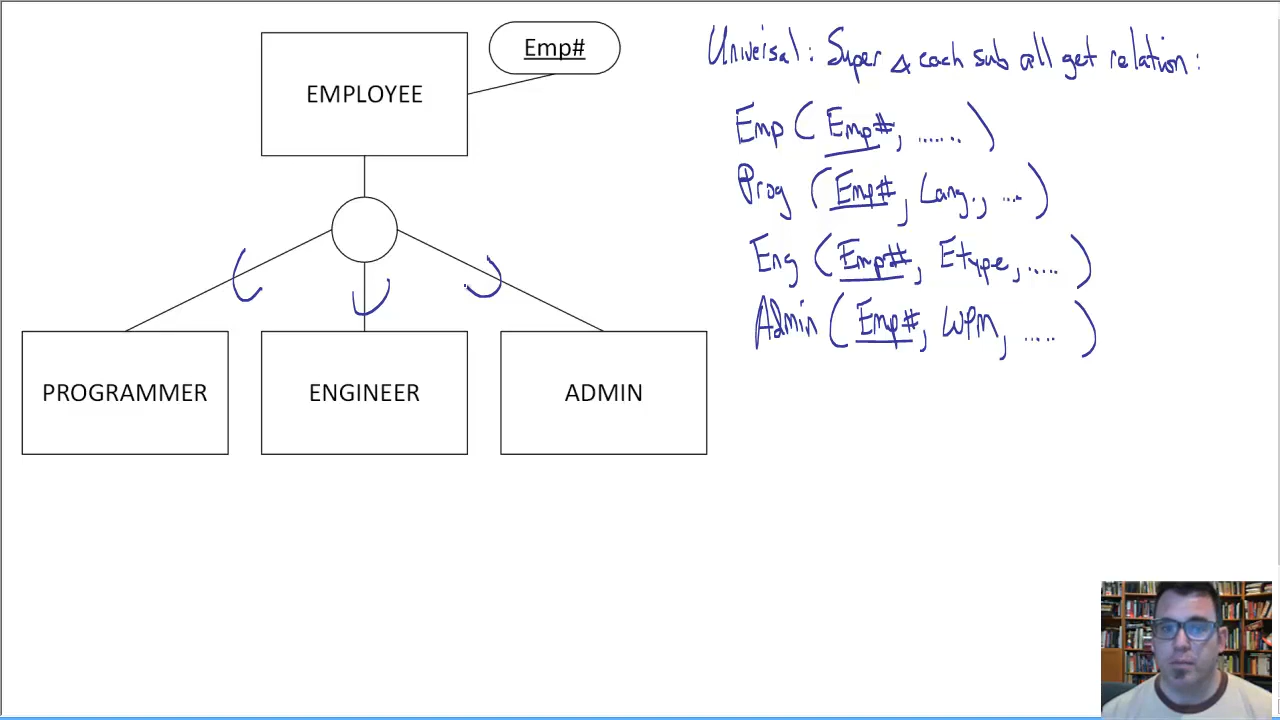 Emp#
EMPLOYEE
PROGRAMMER
ENGINEER
ADMIN
Universal: Super & each sub all get relation:
Emp ( Emp#, ...... )
Prog ( Emp#, Lang., ... )
Eng ( Emp#, Etype, ..... )
Admin ( Emp#, WPM, ..... )